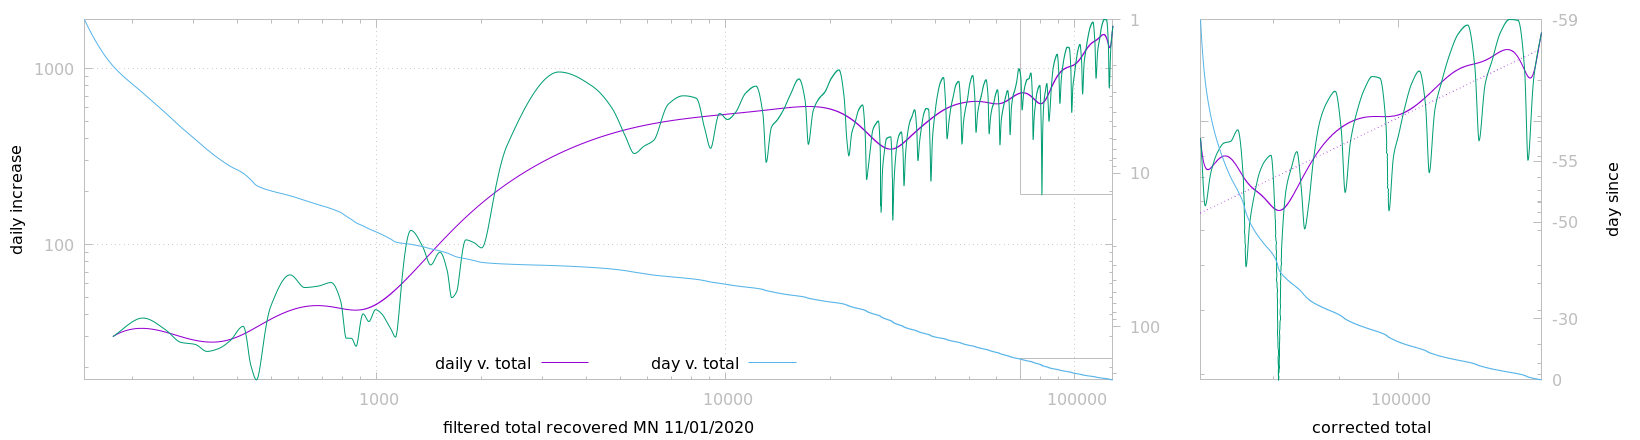 1
-59
1000
daily increase
10
-55
day since
100
-50
100
-30
daily v. total
day v. total
0
1000
10000
100000
100000
filtered total recovered MN 11/01/2020
corrected total